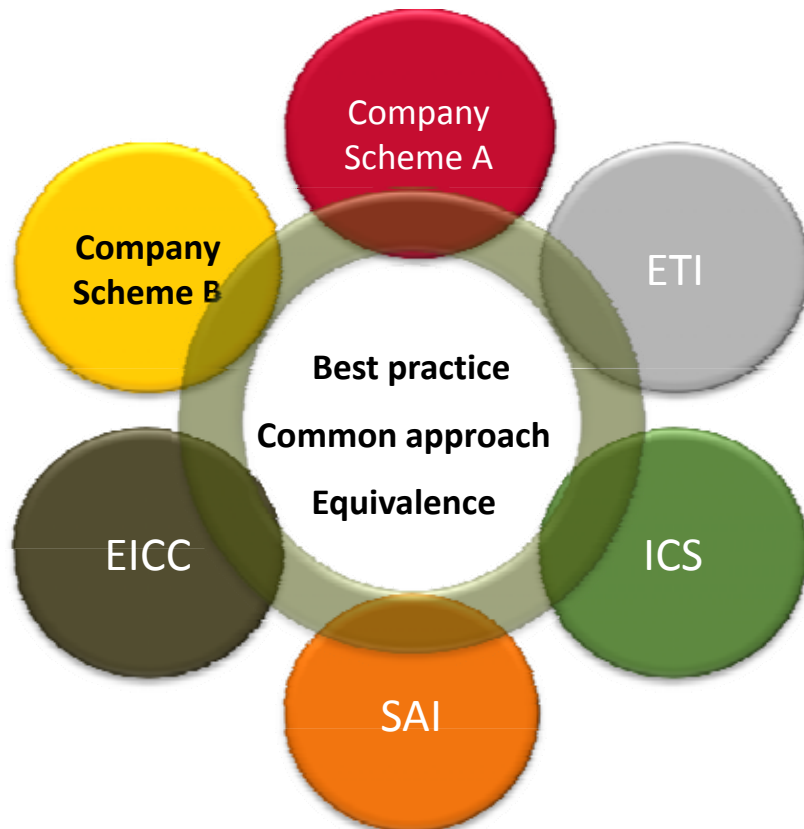 Company
Scheme A
Company
Scheme B
ETI
Best practice
Common approach
Equivalence
EICC
ICS
SAI